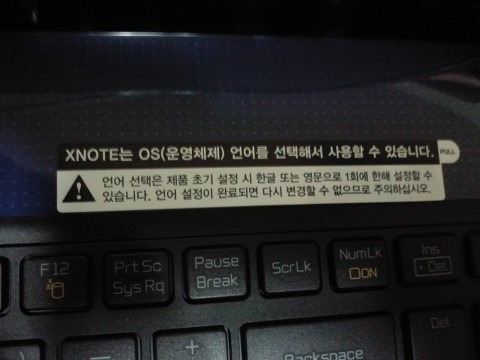 XNOTE는 OS(운영체제) 언어를 선택해서 사용할 수 있습니다.
PULL
언어 선택은 제품 초기 설정 시 한글 또는 영문으로 1회에 한해 설정할 수
있습니다. 언어 설정이 완료되면 다시 변경할 수 없으므로 주의하십시오.
F12
Prt Sc
Sys Rq
Pause
Break
ScrLk
NumLk
ON
Ins
Del
Backspace
Del